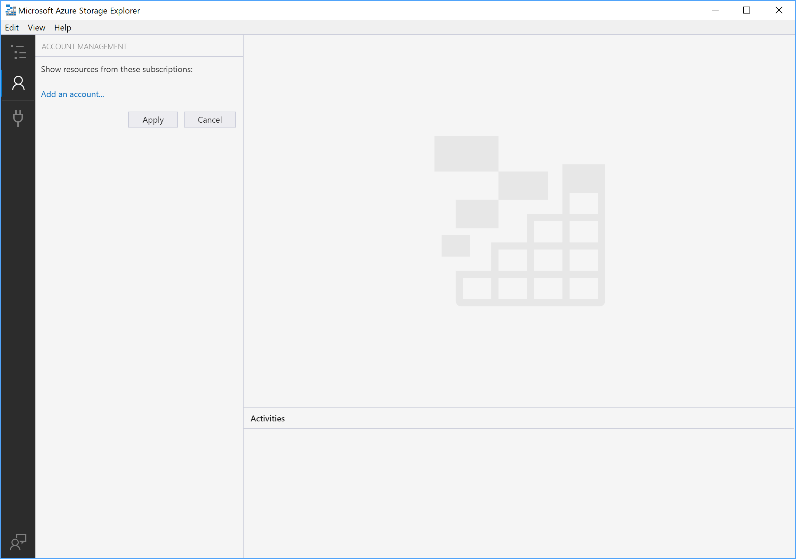 Microsoft Azure Storage Explorer
Edit View Help
ACCOUNT MANAGEMENT
Show resources from these subscriptions:
Add an account...
Apply Cancel
Activities